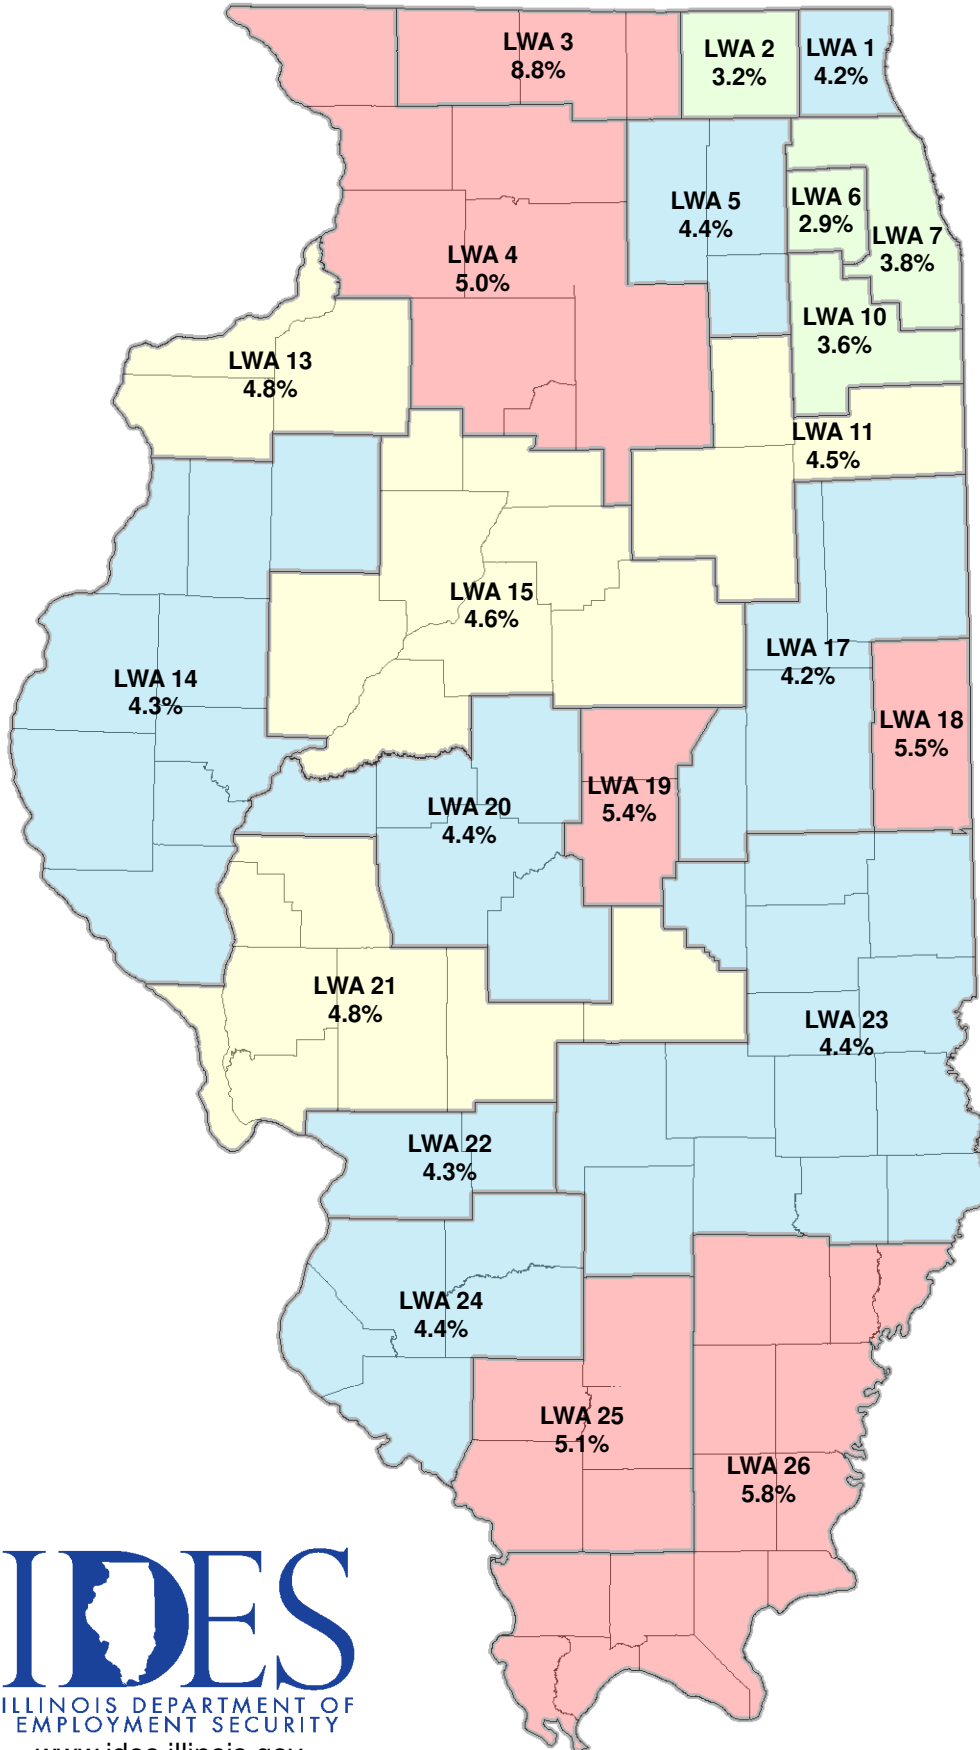 LWA 3
8.8%
LWA 2
3.2%
LWA 1
4.2%
LWA 5
4.4%
LWA 6
2.9%
LWA 7
3.8%
LWA 4
5.0%
LWA 10
3.6%
LWA 13
4.8%
LWA 11
4.5%
LWA 15
4.6%
LWA 17
4.2%
LWA 14
4.3%
LWA 18
5.5%
LWA 19
5.4%
LWA 20
4.4%
LWA 21
4.8%
LWA 23
4.4%
LWA 22
4.3%
LWA 24
4.4%
LWA 25
5.1%
LWA 26
5.8%
IDES
ILLINOIS DEPARTMENT OF
EMPLOYMENT SECURITY
www.ides.illinois.gov